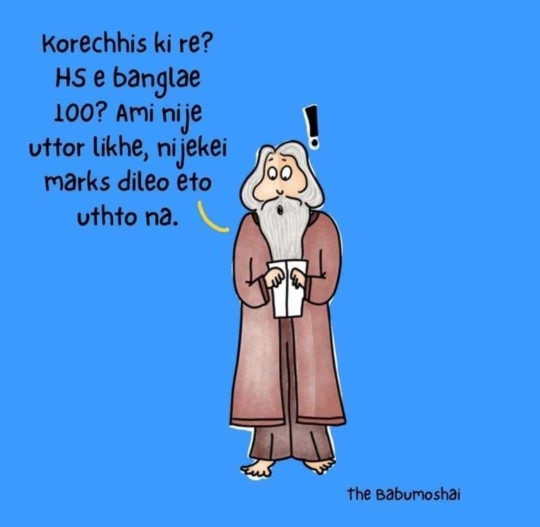 Korechhis ki re?
HS e banglae
100? Ami nije
uttor likhe, nijekei
marks dileo eto
uthto na.
!
The Babumoshai